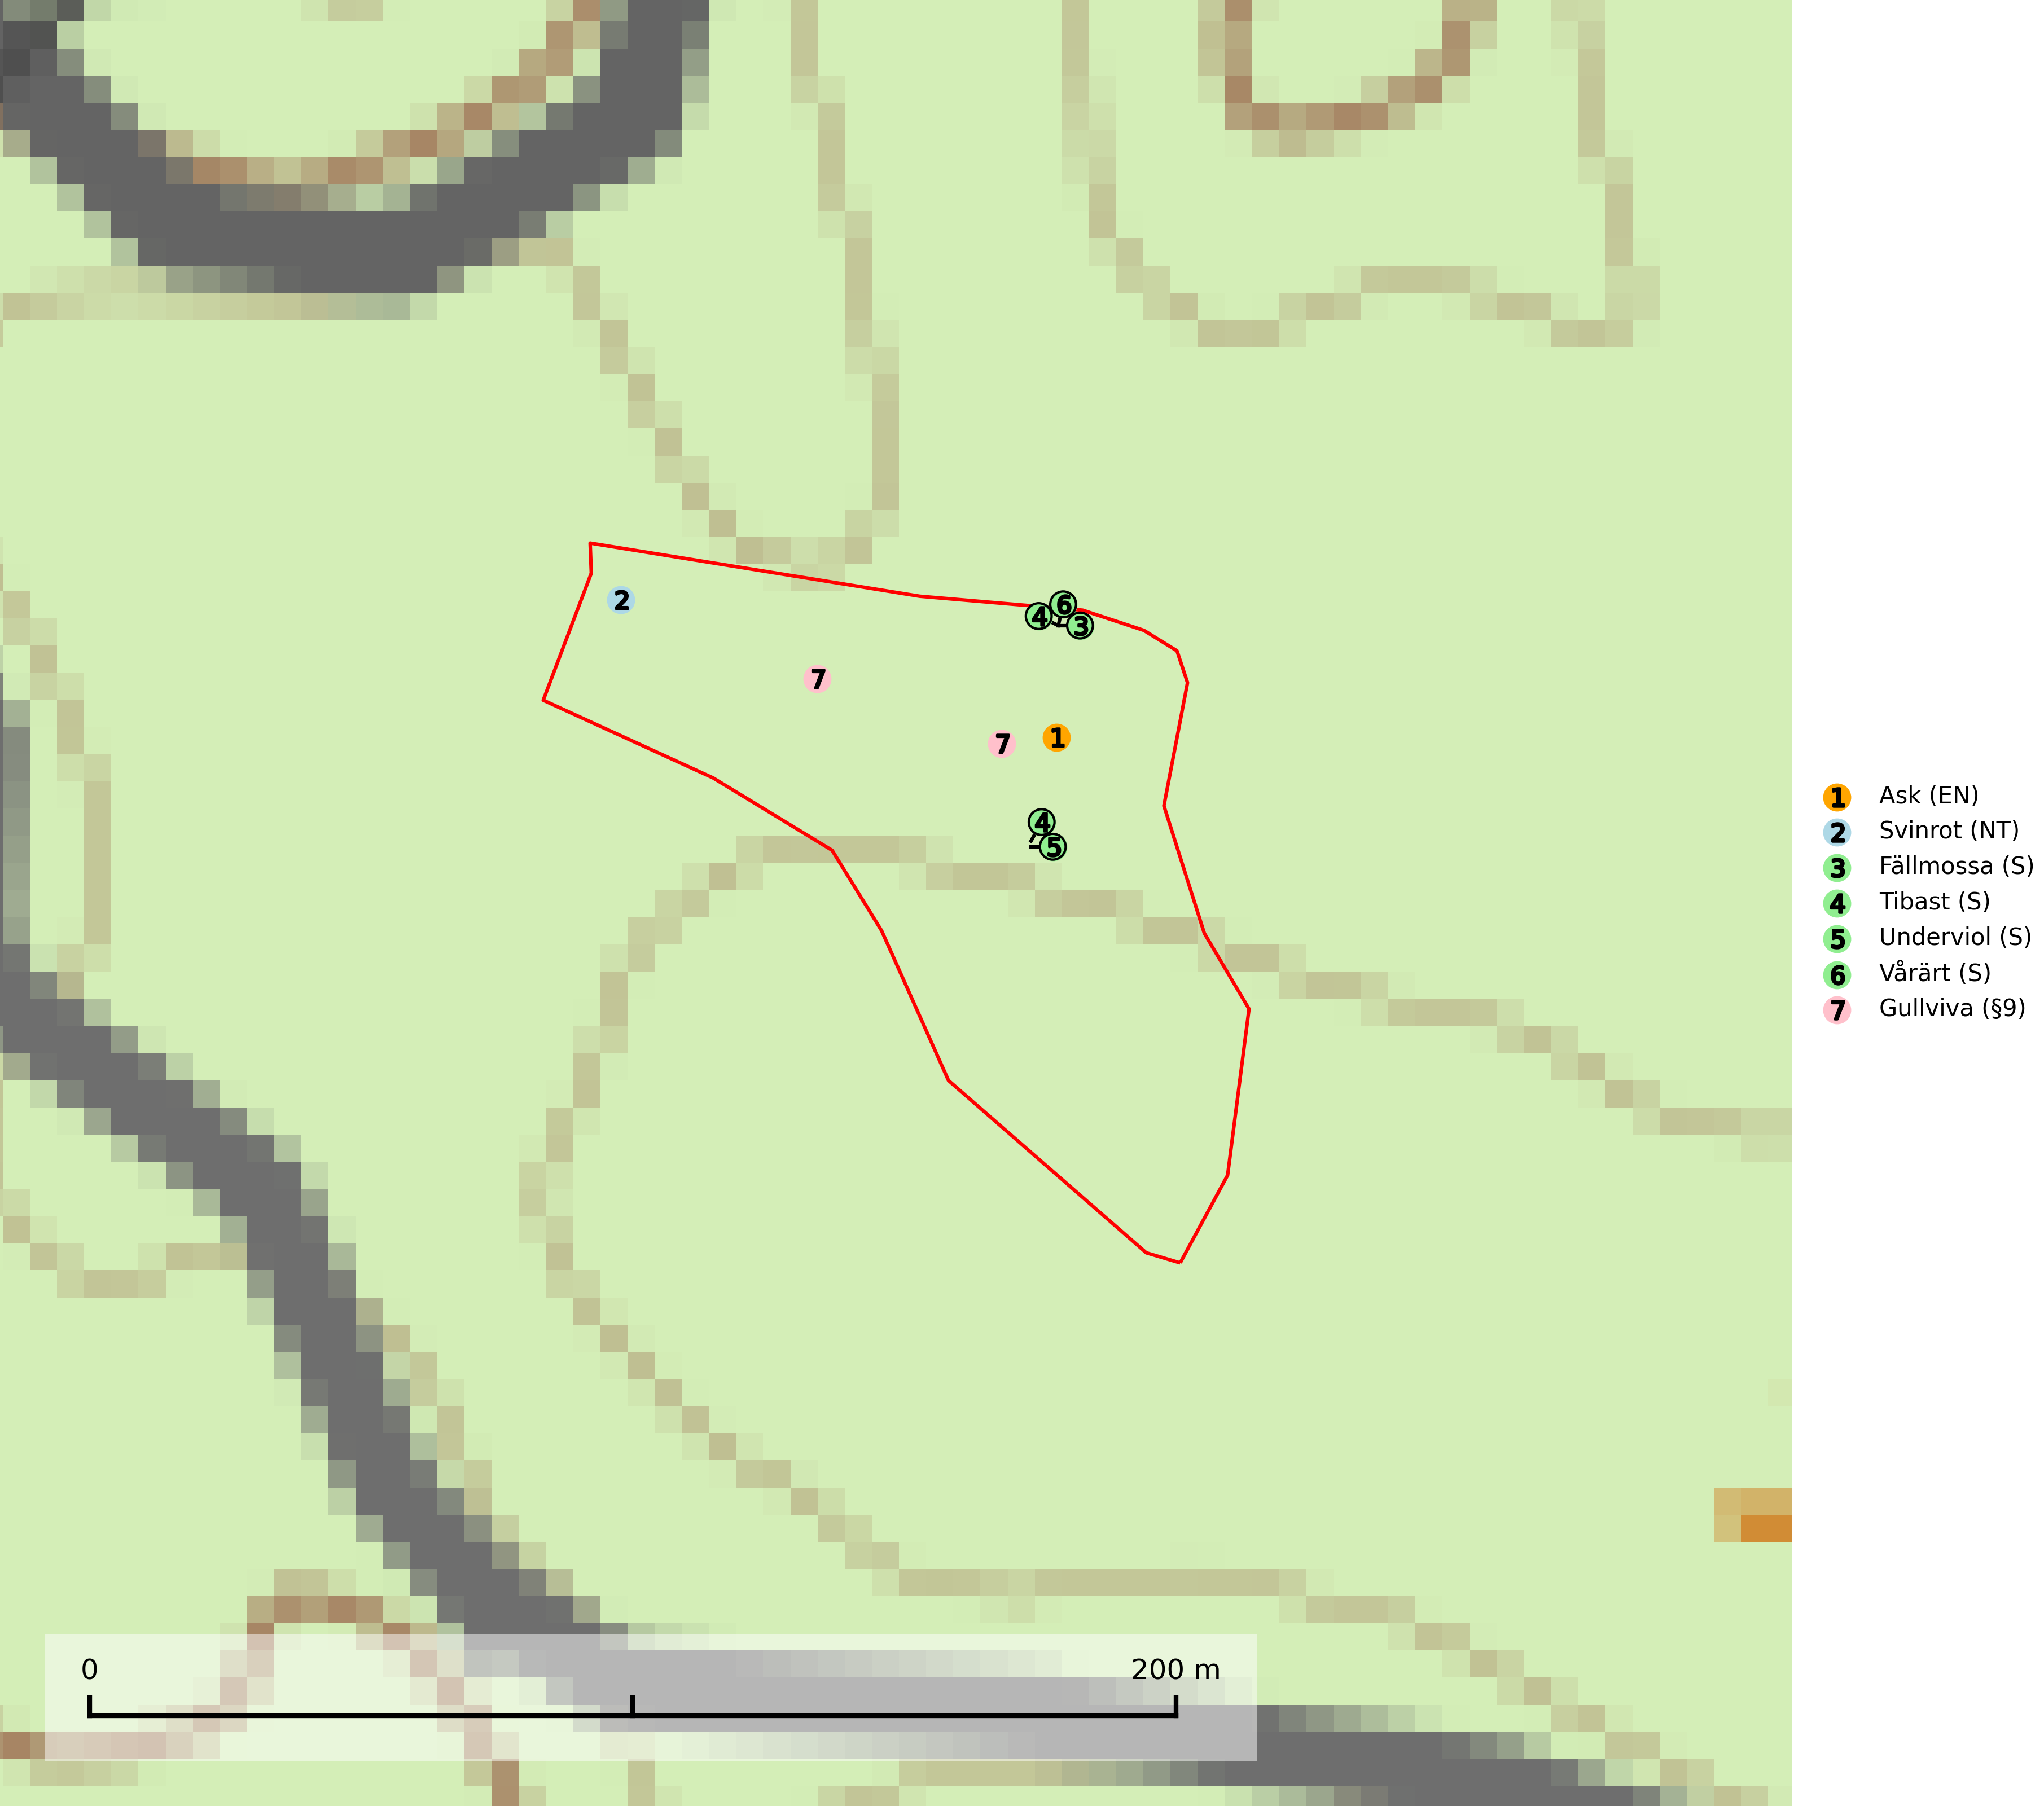 2
4
6
3
7
7
1
4
5
1 Ask (EN)
2 Svinrot (NT)
3 Fällmossa (S)
4 Tibast (S)
5 Underviol (S)
6 Vårärt (S)
7 Gullviva (§9)
0 200 m